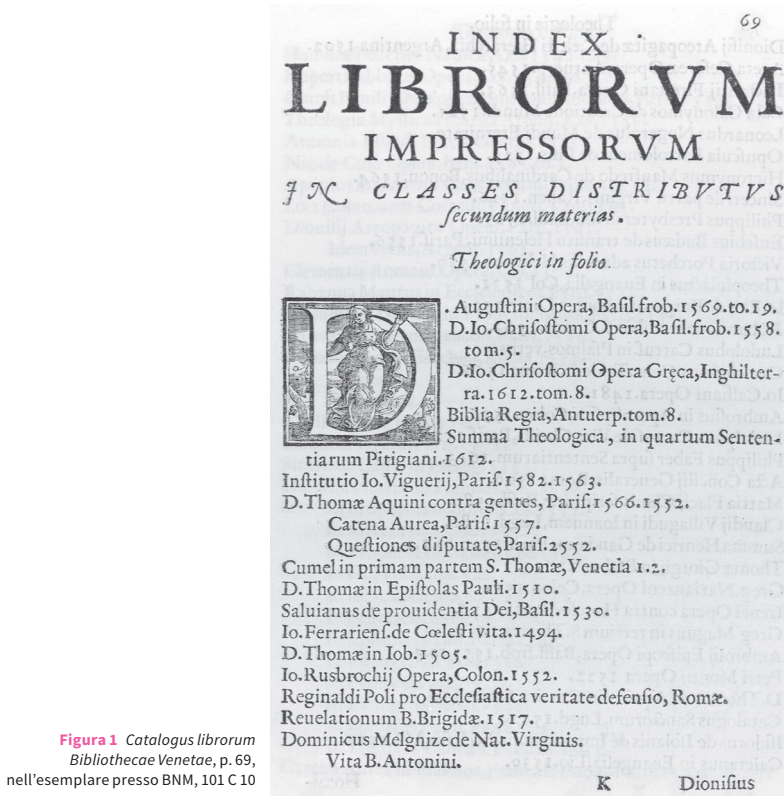 69
INDEX
LIBRORVM
IMPRESSORVM
IN CLASSES DISTRIBVTVS
ſecundum materias.
Theologici in folio.
D. Auguſtini Opera, Baſil.frob.1569.to.19.
D.Io.Chriſoſtomi Opera,Baſil.frob.1558.
tom.5.
D.Io.Chriſoſtomi Opera Gręca,Inghilter-
ra.1612.tom.8.
Biblia Regia,Antuerp.tom.8.
Summa Theologica, in quartum Senten-
tiarum Pitigiani.1612.
Inſtitutio Io.Viguerij,Pariſ.1582.1563.
D.Thomæ Aquini contra gentes, Pariſ.1566.1552.
Catena Aurea,Pariſ.1557.
Queſtiones diſputate,Pariſ.2552.
Cumel in primam partem S.Thomæ,Venetia 1.2.
D.Thomæ in Epiſtolas Pauli.1510.
Saluianus de prouidentia Dei,Baſil.1530.
Io.Ferrarienſ.de Cœleſti vita.1494.
D.Thomæ in Iob.1505.
Io.Rusbrochij Opera,Colon.1552.
Reginaldi Poli pro Eccleſiaſtica veritate defenſio, Romæ.
Reuelationum B.Brigidæ.1517.
Dominicus Melgnize de Nat.Virginis.
Vita B.Antonini.
K Dioniſius
Figura 1 Catalogus librorum
Bibliothecae Venetae, p. 69,
nell'esemplare presso BNM, 101 C 10